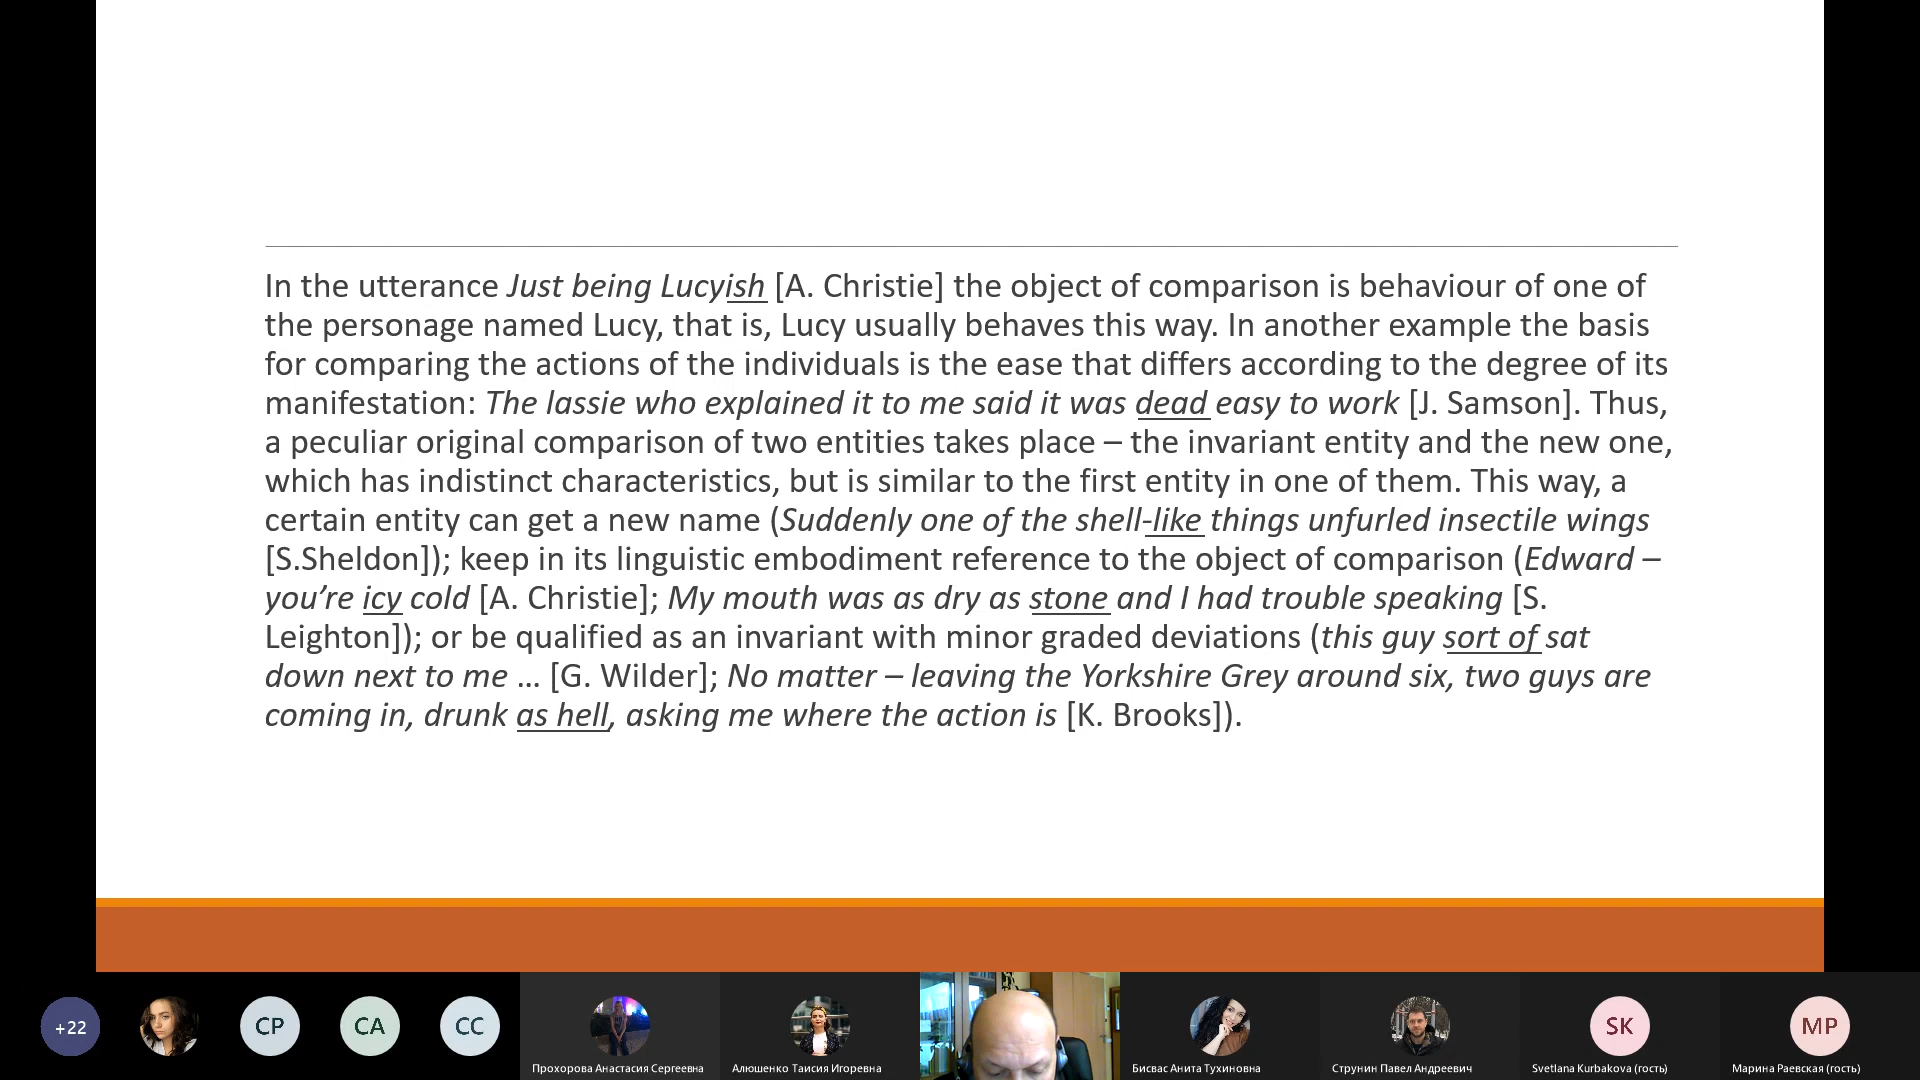 In the utterance Just being Lucyish [A. Christie] the object of comparison is behaviour of one of
the personage named Lucy, that is, Lucy usually behaves this way. In another example the basis
for comparing the actions of the individuals is the ease that differs according to the degree of its
manifestation: The lassie who explained it to me said it was dead easy to work [J. Samson]. Thus,
a peculiar original comparison of two entities takes place – the invariant entity and the new one,
which has indistinct characteristics, but is similar to the first entity in one of them. This way, a
certain entity can get a new name (Suddenly one of the shell-like things unfurled insectile wings
[S.Sheldon]); keep in its linguistic embodiment reference to the object of comparison (Edward –
you’re icy cold [A. Christie]; My mouth was as dry as stone and I had trouble speaking [S.
Leighton]); or be qualified as an invariant with minor graded deviations (this guy sort of sat
down next to me … [G. Wilder]; No matter – leaving the Yorkshire Grey around six, two guys are
coming in, drunk as hell, asking me where the action is [K. Brooks]).
+22
СР
СА
СС
SK
МР
Прохорова Анастасия Сергеевна
Алюшенко Таисия Игоревна
Бисвас Анита Тухиновна
Струнин Павел Андреевич
Svetlana Kurbakova (гость)
Марина Раевская (гость)